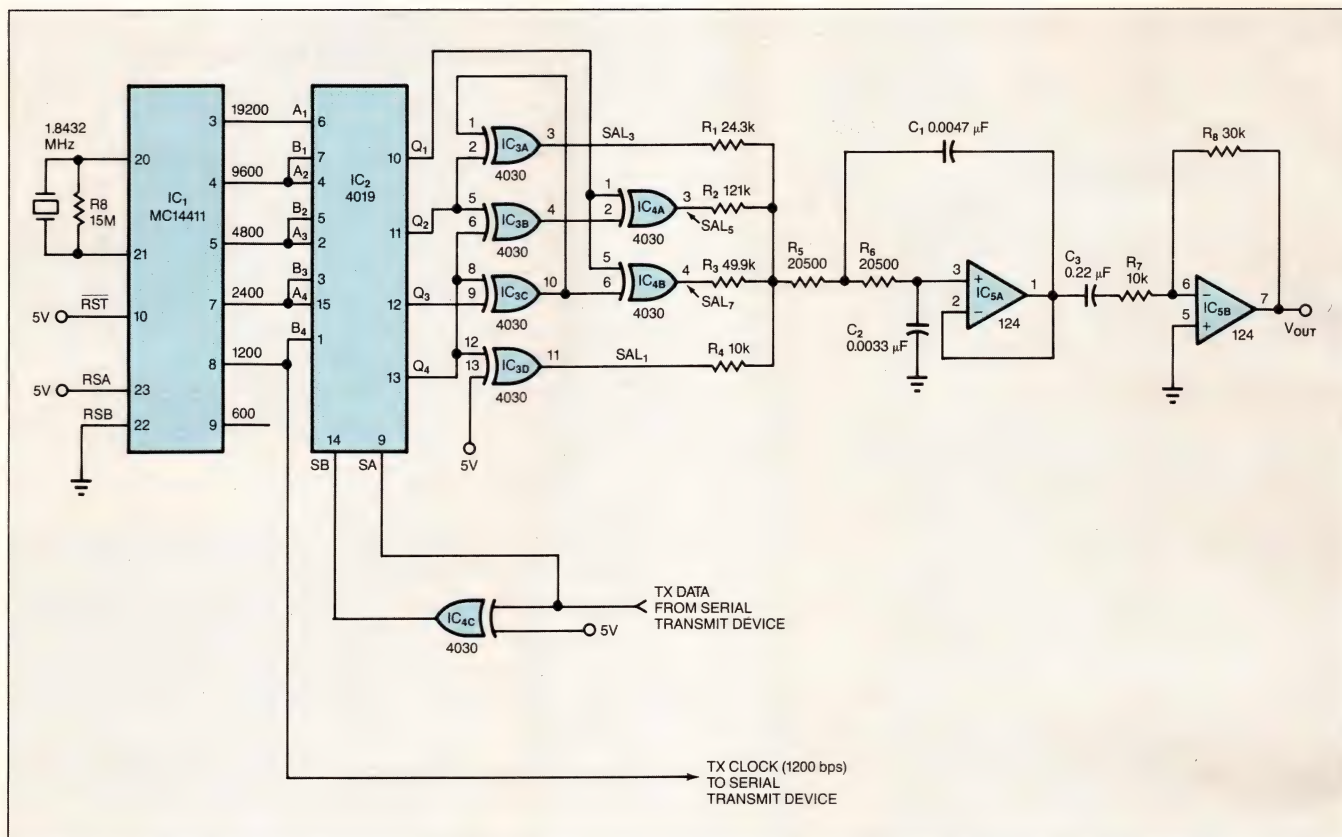 1.8432
MHz
R8
15M
20
21
RST
5V
10
RSA
5V
23
RSB
22
IC1
MC14411
3
4
5
7
8
9
19200
9600
4800
2400
1200
600
A1
B1
A2
B2
A3
B3
A4
B4
6
7
4
5
2
3
15
1
IC2
4019
10
11
12
13
14
9
SB
SA
Q1
Q2
Q3
Q4
1
2
IC3A
3
4030
SAL3
R1 24.3k
5
6
IC3B
4
4030
1
2
IC4A
3
4030
SAL5
R2 121k
8
9
IC3C
10
4030
5
6
IC4B
4
4030
SAL7
R3 49.9k
12
13
IC3D
11
4030
SAL1
R4 10k
5V
R5
20500
R6
20500
C1 0.0047 µF
C2
0.0033 µF
3
2
IC5A
1
124
C3
0.22 µF
R7
10k
R8 30k
6
5
IC5B
7
124
VOUT
IC4C
4030
5V
TX DATA
FROM SERIAL
TRANSMIT DEVICE
TX CLOCK (1200 bps)
TO SERIAL
TRANSMIT DEVICE